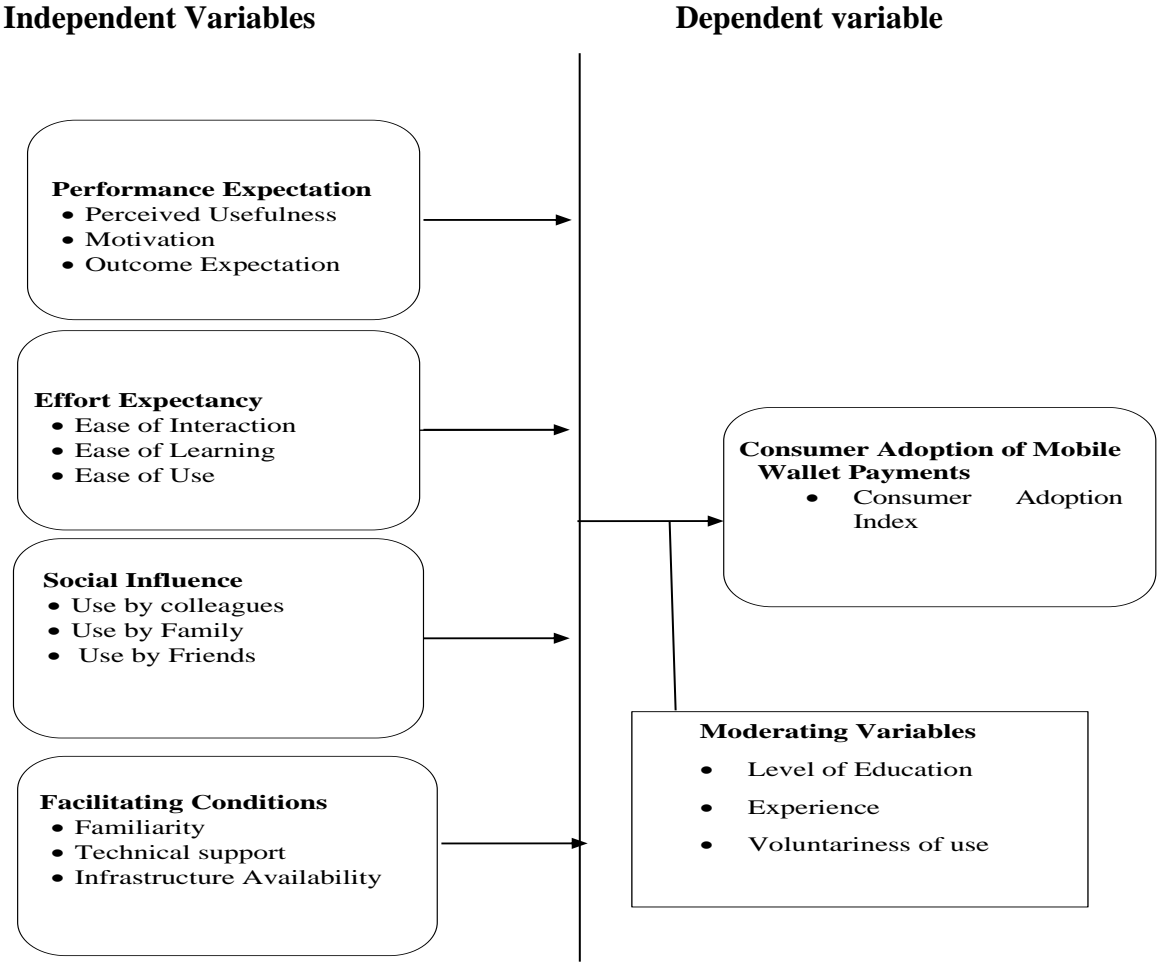 Independent Variables
Dependent variable
Performance Expectation
• Perceived Usefulness
• Motivation
• Outcome Expectation
Effort Expectancy
• Ease of Interaction
• Ease of Learning
• Ease of Use
Social Influence
• Use by colleagues
• Use by Family
• Use by Friends
Facilitating Conditions
• Familiarity
• Technical support
• Infrastructure Availability
Consumer Adoption of Mobile
Wallet Payments
• Consumer Adoption
Index
Moderating Variables
• Level of Education
• Experience
• Voluntariness of use